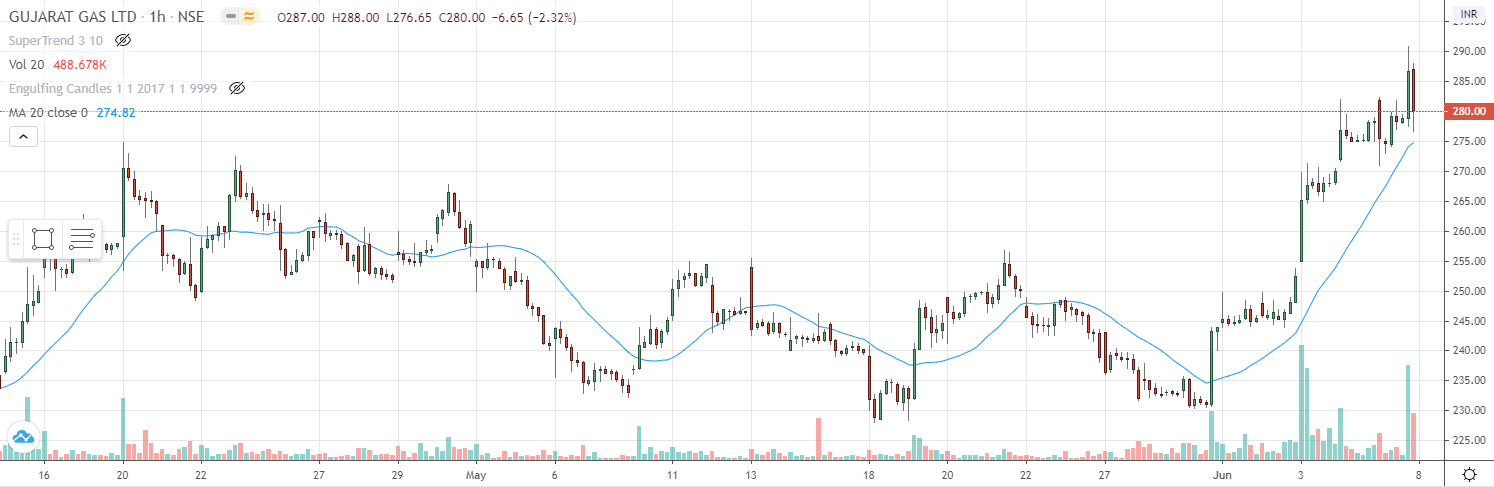 GUJARAT GAS LTD · 1h · NSE O287.00 H288.00 L276.65 C280.00 −6.65 (−2.32%)
SuperTrend 3 10
Vol 20 488.678K
Engulfing Candles 1 1 2017 1 1 9999
MA 20 close 0 274.82
INR
290.00
285.00
280.00
275.00
270.00
265.00
260.00
255.00
250.00
245.00
240.00
235.00
230.00
225.00
16 20 22 27 29 May 6 11 13 18 20 22 27 Jun 3 8